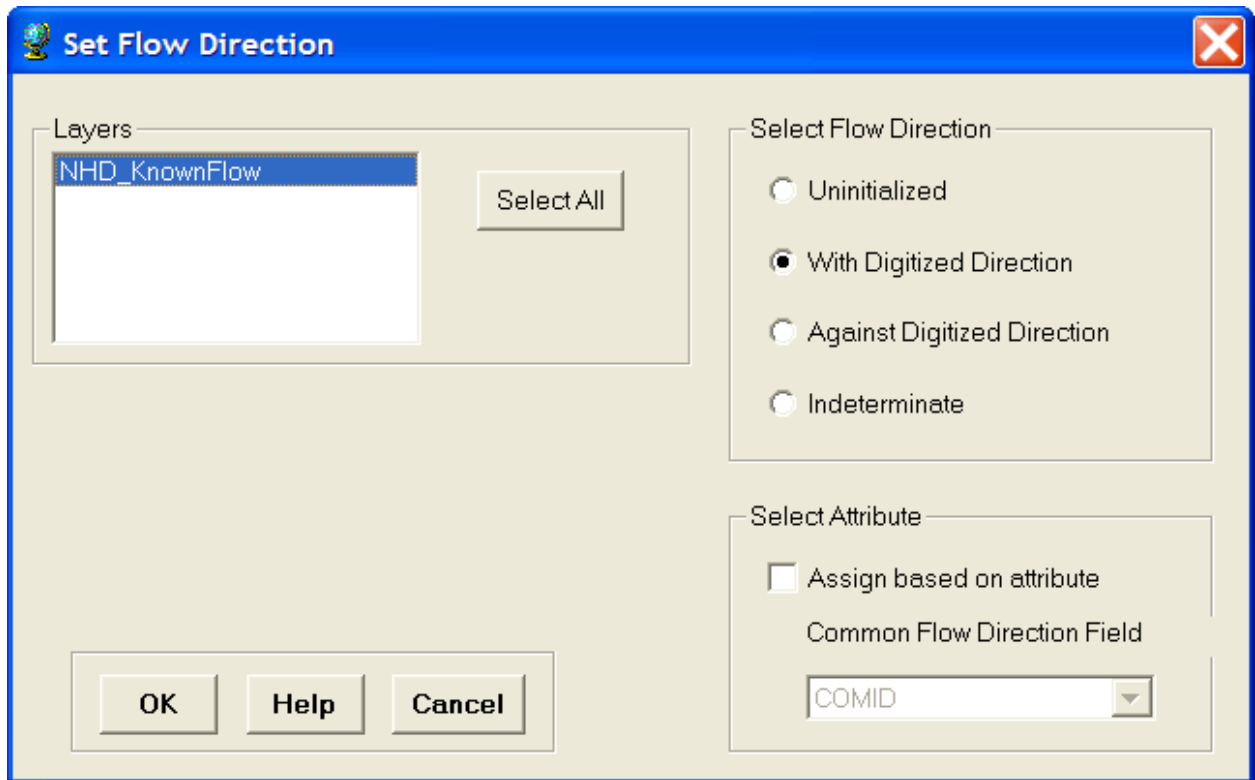 Set Flow Direction
Layers
NHD_KnownFlow
Select All
Select Flow Direction
Uninitialized
With Digitized Direction
Against Digitized Direction
Indeterminate
Select Attribute
Assign based on attribute
Common Flow Direction Field
COMID
OK
Help
Cancel